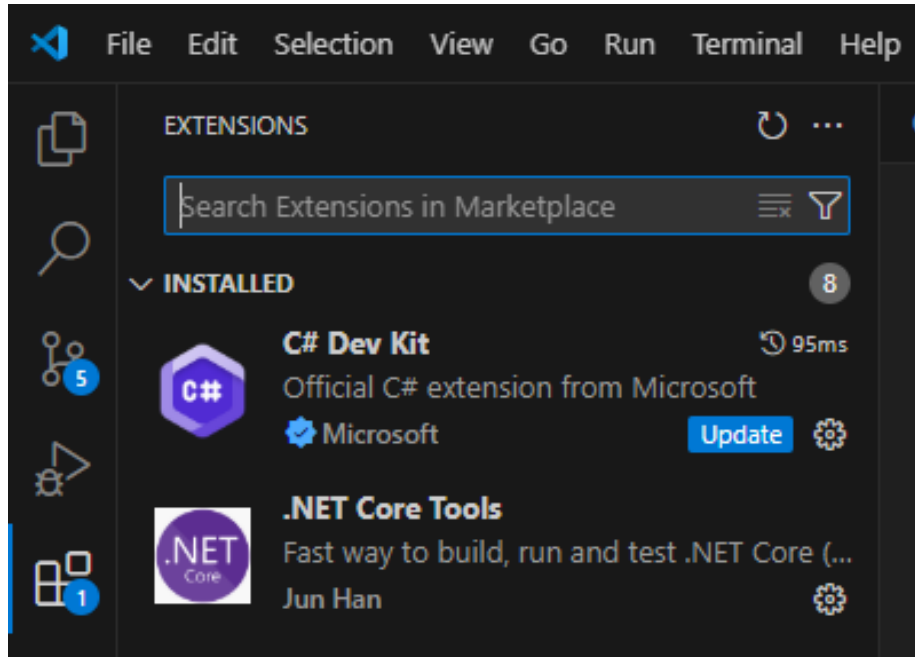 File Edit Selection View Go Run Terminal Help
EXTENSIONS
Search Extensions in Marketplace
INSTALLED 8
C# Dev Kit 95ms
C#
Official C# extension from Microsoft
Microsoft Update
5
.NET Core Tools
.NET
Core
Fast way to build, run and test .NET Core (...
Jun Han
1